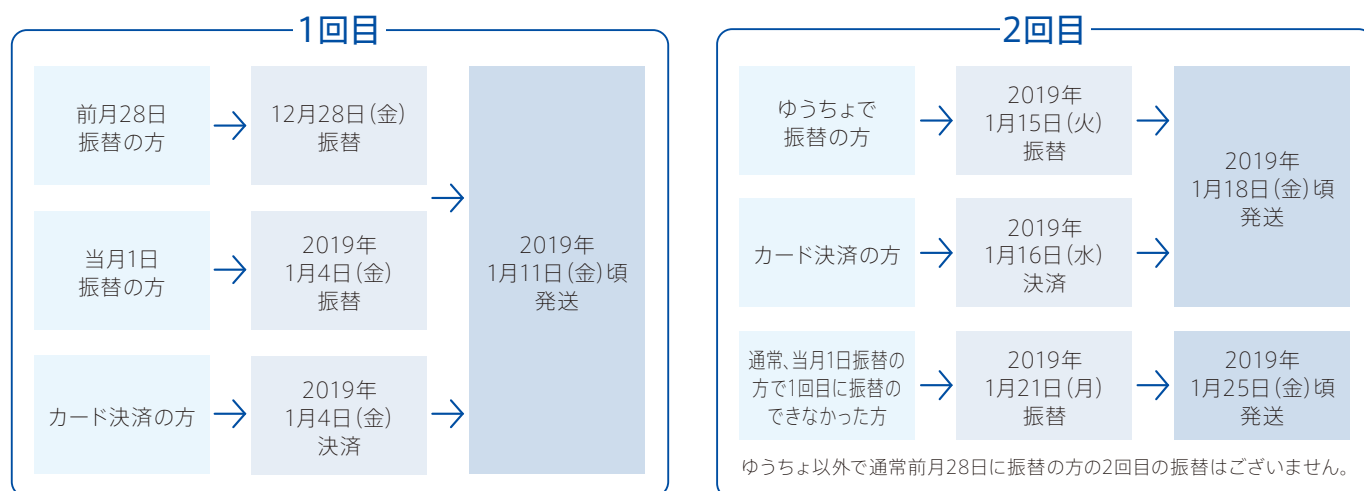 1回目
前月28日
振替の方
12月28日(金)
振替
当月1日
振替の方
2019年
1月4日(金)
振替
カード決済の方
2019年
1月4日(金)
決済
2019年
1月11日(金)頃
発送
2回目
ゆうちょで
振替の方
2019年
1月15日(火)
振替
カード決済の方
2019年
1月16日(水)
決済
2019年
1月18日(金)頃
発送
通常、当月1日振替の
方で1回目に振替の
できなかった方
2019年
1月21日(月)
振替
2019年
1月25日(金)頃
発送
ゆうちょ以外で通常前月28日に振替の方の2回目の振替はございません。